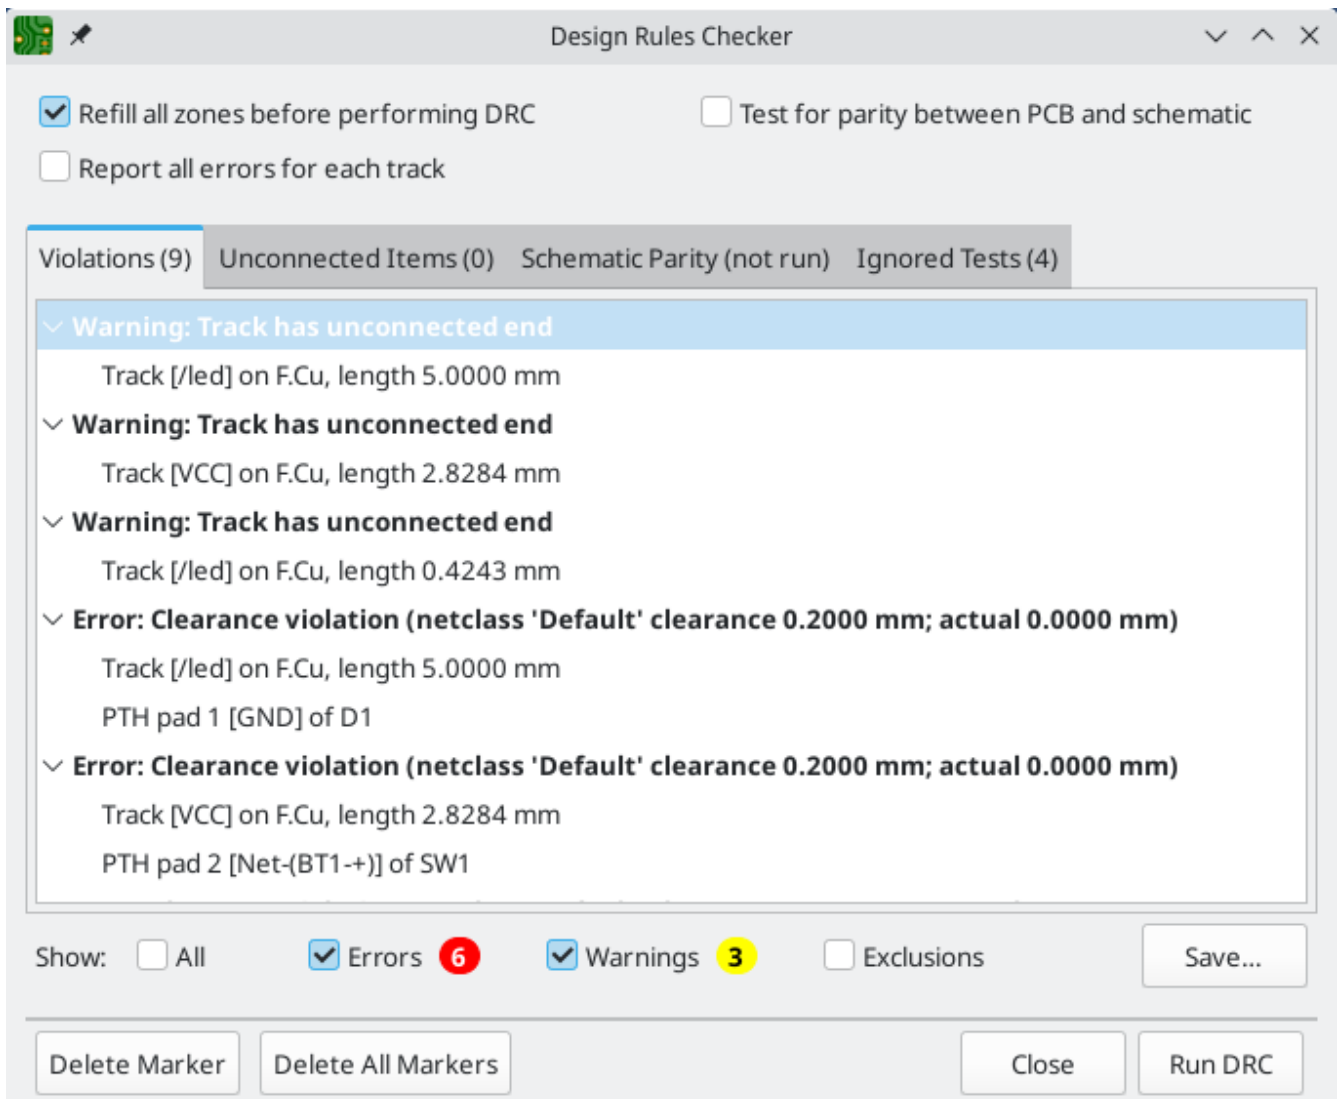 Design Rules Checker
Refill all zones before performing DRC
Test for parity between PCB and schematic
Report all errors for each track
Violations (9) Unconnected Items (0) Schematic Parity (not run) Ignored Tests (4)
Warning: Track has unconnected end
Track [/led] on F.Cu, length 5.0000 mm
Warning: Track has unconnected end
Track [VCC] on F.Cu, length 2.8284 mm
Warning: Track has unconnected end
Track [/led] on F.Cu, length 0.4243 mm
Error: Clearance violation (netclass 'Default' clearance 0.2000 mm; actual 0.0000 mm)
Track [/led] on F.Cu, length 5.0000 mm
PTH pad 1 [GND] of D1
Error: Clearance violation (netclass 'Default' clearance 0.2000 mm; actual 0.0000 mm)
Track [VCC] on F.Cu, length 2.8284 mm
PTH pad 2 [Net-(BT1-+)] of SW1
Show: All Errors 6 Warnings 3 Exclusions Save...
Delete Marker Delete All Markers Close Run DRC